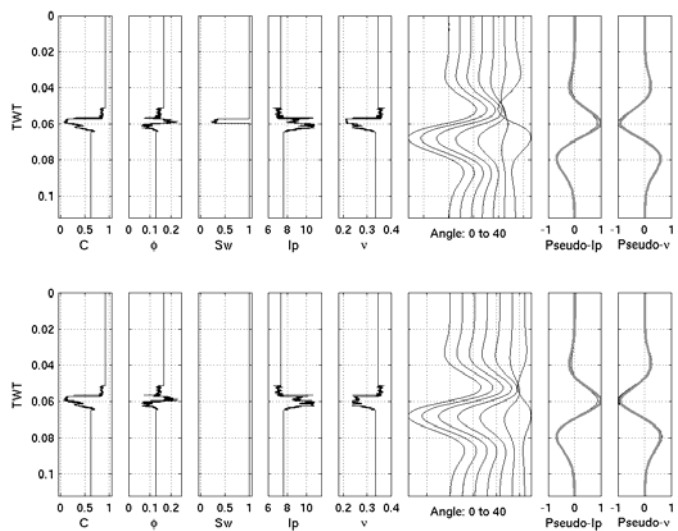 0
0.02
0.04
TWT
0.06
0.08
0.1
0 0.5 1
C
0 0.1 0.2
ϕ
0 0.5 1
Sw
6 8 10
Ip
0.2 0.3 0.4
ν
Angle: 0 to 40
-1 0 1
Pseudo-Ip
-1 0 1
Pseudo-ν
0
0.02
0.04
TWT
0.06
0.08
0.1
0 0.5 1
C
0 0.1 0.2
ϕ
0 0.5 1
Sw
6 8 10
Ip
0.2 0.3 0.4
ν
Angle: 0 to 40
-1 0 1
Pseudo-Ip
-1 0 1
Pseudo-ν